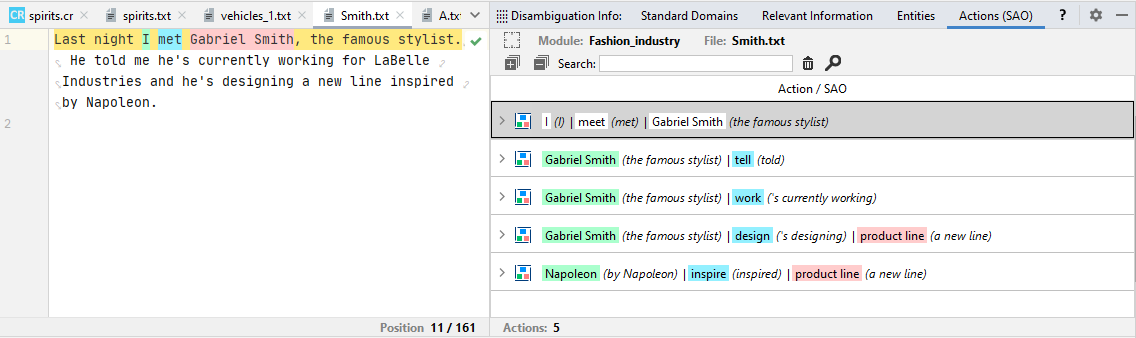 CR spirits.cr spirits.txt vehicles_1.txt Smith.txt A.tx
Disambiguation Info: Standard Domains Relevant Information Entities Actions (SAO) ?
1 Last night I met Gabriel Smith, the famous stylist.
He told me he's currently working for LaBelle
Industries and he's designing a new line inspired
by Napoleon.
2
Position 11 / 161
Module: Fashion_industry File: Smith.txt
Search:
Action / SAO
I (I) | meet (met) | Gabriel Smith (the famous stylist)
Gabriel Smith (the famous stylist) | tell (told)
Gabriel Smith (the famous stylist) | work ('s currently working)
Gabriel Smith (the famous stylist) | design ('s designing) | product line (a new line)
Napoleon (by Napoleon) | inspire (inspired) | product line (a new line)
Actions: 5